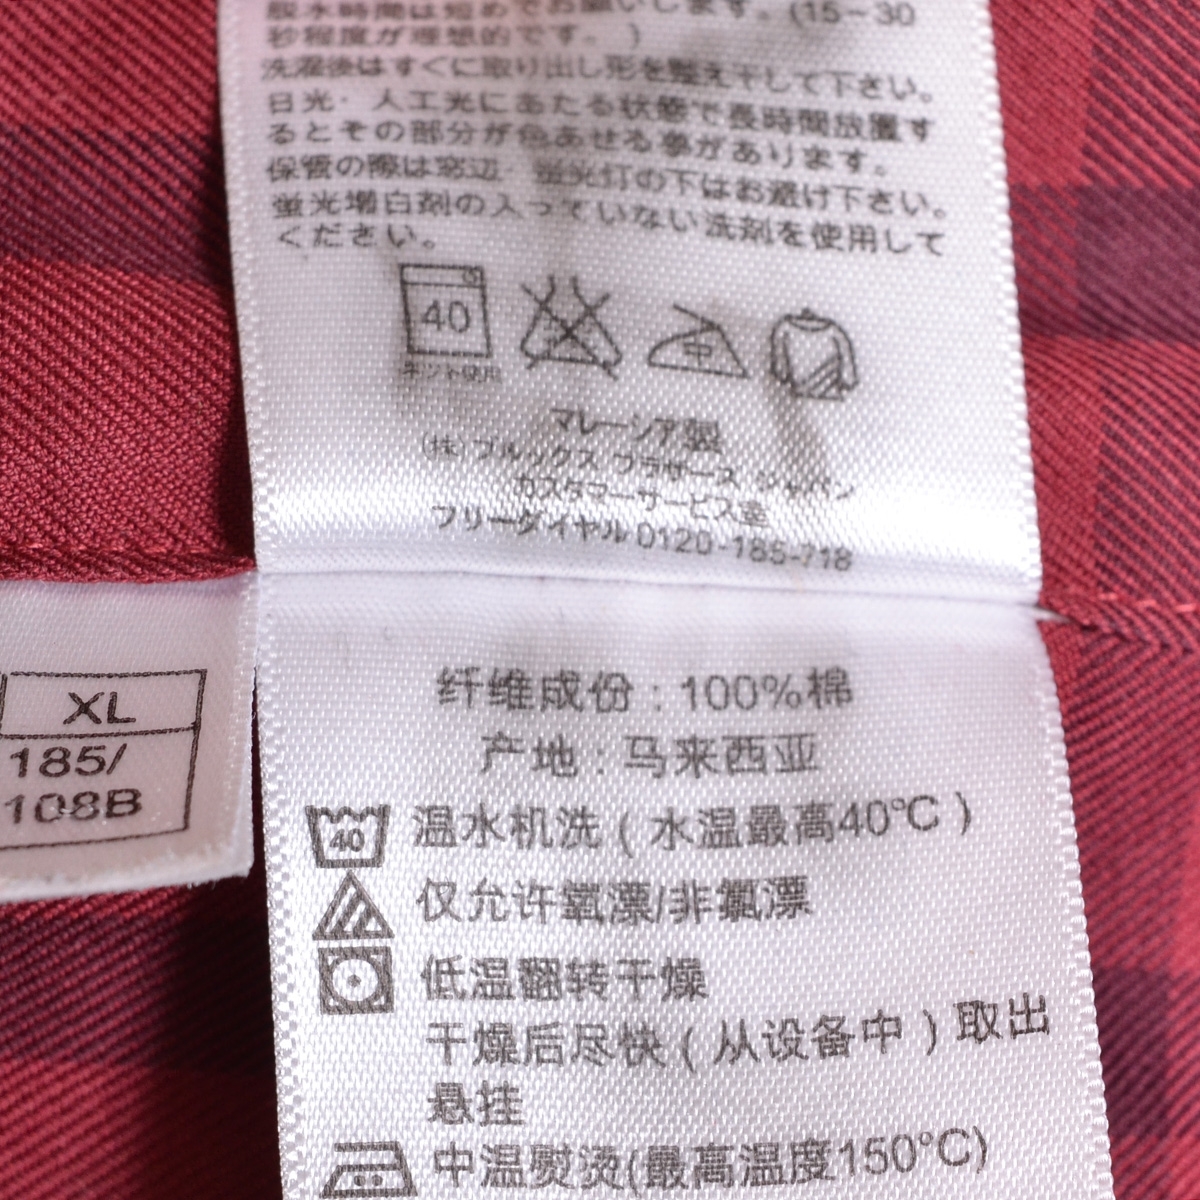 脱水時間は短めでお願いします。(15-30
秒程度が理想的です。)
洗濯後はすぐに取り出し形を整え干して下さい。
日光・人工光にあたる状態で長時間放置す
るとその部分が色あせる事があります。
保管の際は窓辺・蛍光灯の下はお避け下さい。
蛍光増白剤の入っていない洗剤を使用して
ください。
40
中
ネット使用
マレーシア製
(株)ブルックス ブラザーズ ジャパン
カスタマーサービス室
フリーダイヤル 0120-185-718
XL
185/
108B
纤维成份：100%棉
产地：马来西亚
40 温水机洗（水温最高40℃）
仅允许氧漂/非氯漂
低温翻转干燥
干燥后尽快（从设备中）取出
悬挂
中温熨烫(最高温度150℃)